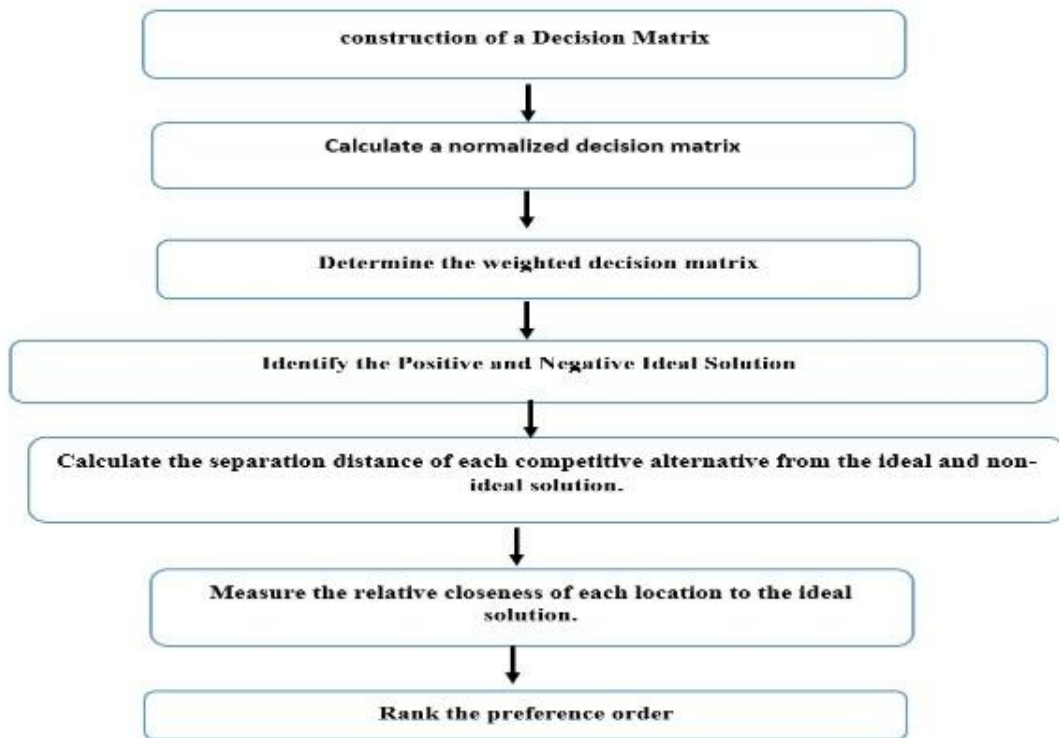 construction of a Decision Matrix
Calculate a normalized decision matrix
Determine the weighted decision matrix
Identify the Positive and Negative Ideal Solution
Calculate the separation distance of each competitive alternative from the ideal and non-
ideal solution.
Measure the relative closeness of each location to the ideal
solution.
Rank the preference order